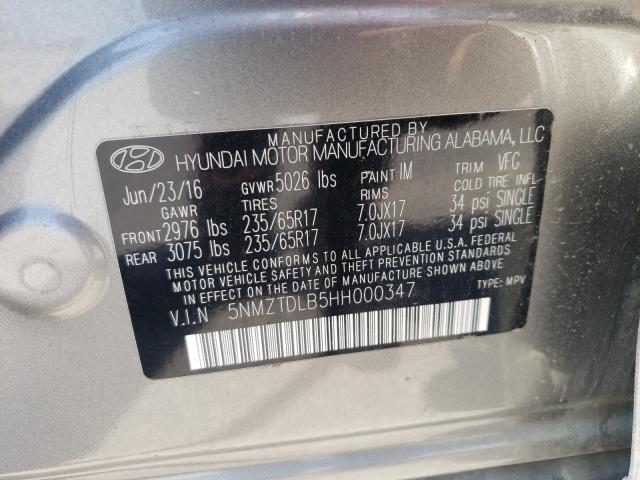 MANUFACTURED BY
HYUNDAI MOTOR MANUFACTURING ALABAMA, LLC
Jun/23/16 GVWR 5026 lbs PAINT IM TRIM VFG
GAWR TIRES RIMS COLD TIRE INFL.
FRONT 2976 lbs 235/65R17 7.0JX17 34 psi SINGLE
REAR 3075 lbs 235/65R17 7.0JX17 34 psi SINGLE
THIS VEHICLE CONFORMS TO ALL APPLICABLE U.S.A. FEDERAL
MOTOR VEHICLE SAFETY AND THEFT PREVENTION STANDARDS
IN EFFECT ON THE DATE OF MANUFACTURE SHOWN ABOVE.
V.I.N 5NMZTDLB5HH000347 TYPE: MPV